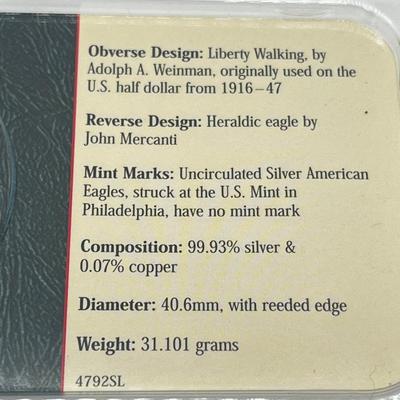 Obverse Design: Liberty Walking, by
Adolph A. Weinman, originally used on the
U.S. half dollar from 1916–47
Reverse Design: Heraldic eagle by
John Mercanti
Mint Marks: Uncirculated Silver American
Eagles, struck at the U.S. Mint in
Philadelphia, have no mint mark
Composition: 99.93% silver &
0.07% copper
Diameter: 40.6mm, with reeded edge
Weight: 31.101 grams
4792SL